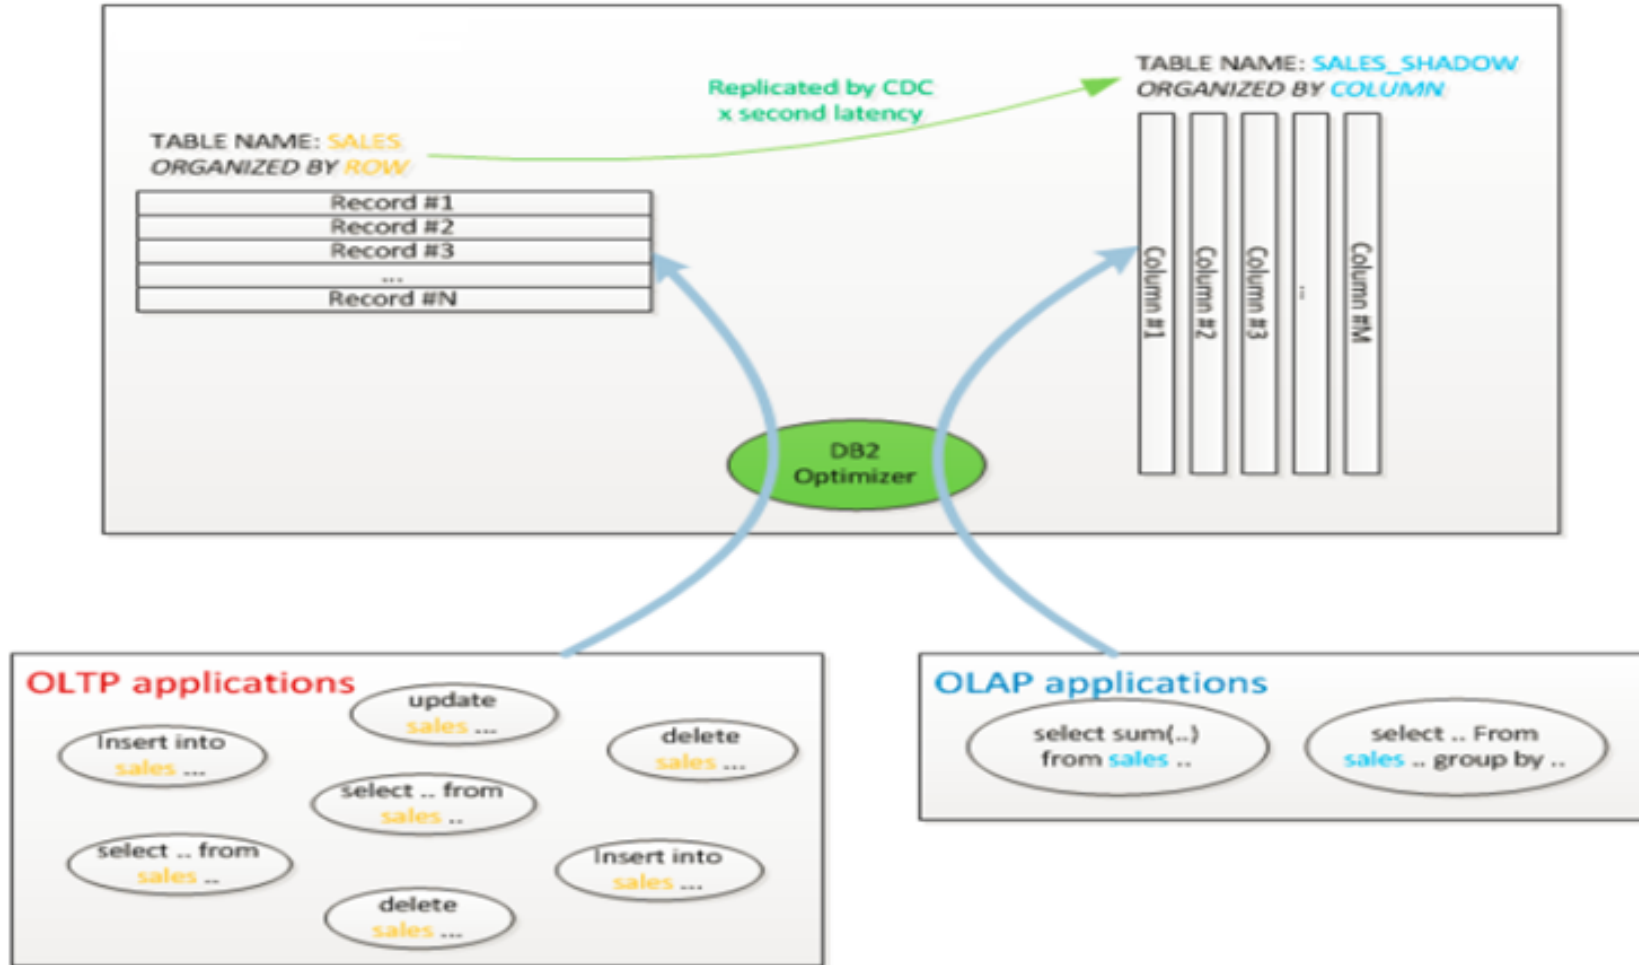 TABLE NAME: SALES
ORGANIZED BY ROW
Record #1
Record #2
Record #3
...
Record #N
Replicated by CDC
x second latency
TABLE NAME: SALES_SHADOW
ORGANIZED BY COLUMN
Column #1
Column #2
Column #3
...
Column #M
DB2
Optimizer
OLTP applications
update
sales ...
Insert into
sales ...
delete
sales ...
select .. from
sales ..
select .. from
sales ..
Insert into
sales ...
delete
sales ...
OLAP applications
select sum(..)
from sales ..
select .. From
sales .. group by ..